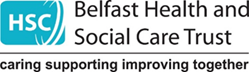 HSC Belfast Health and
Social Care Trust
caring supporting improving together